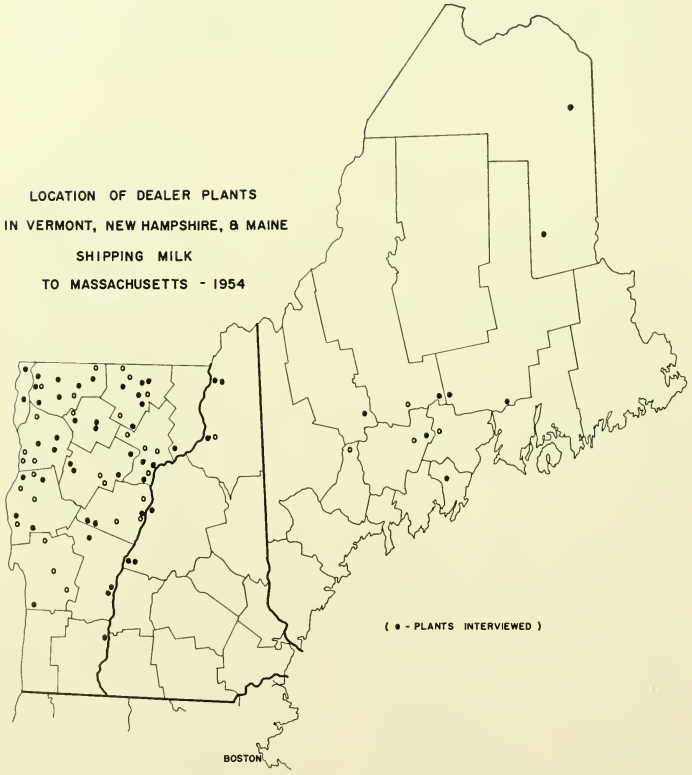 LOCATION OF DEALER PLANTS
IN VERMONT, NEW HAMPSHIRE, & MAINE
SHIPPING MILK
TO MASSACHUSETTS - 1954
( ● - PLANTS INTERVIEWED )
BOSTON